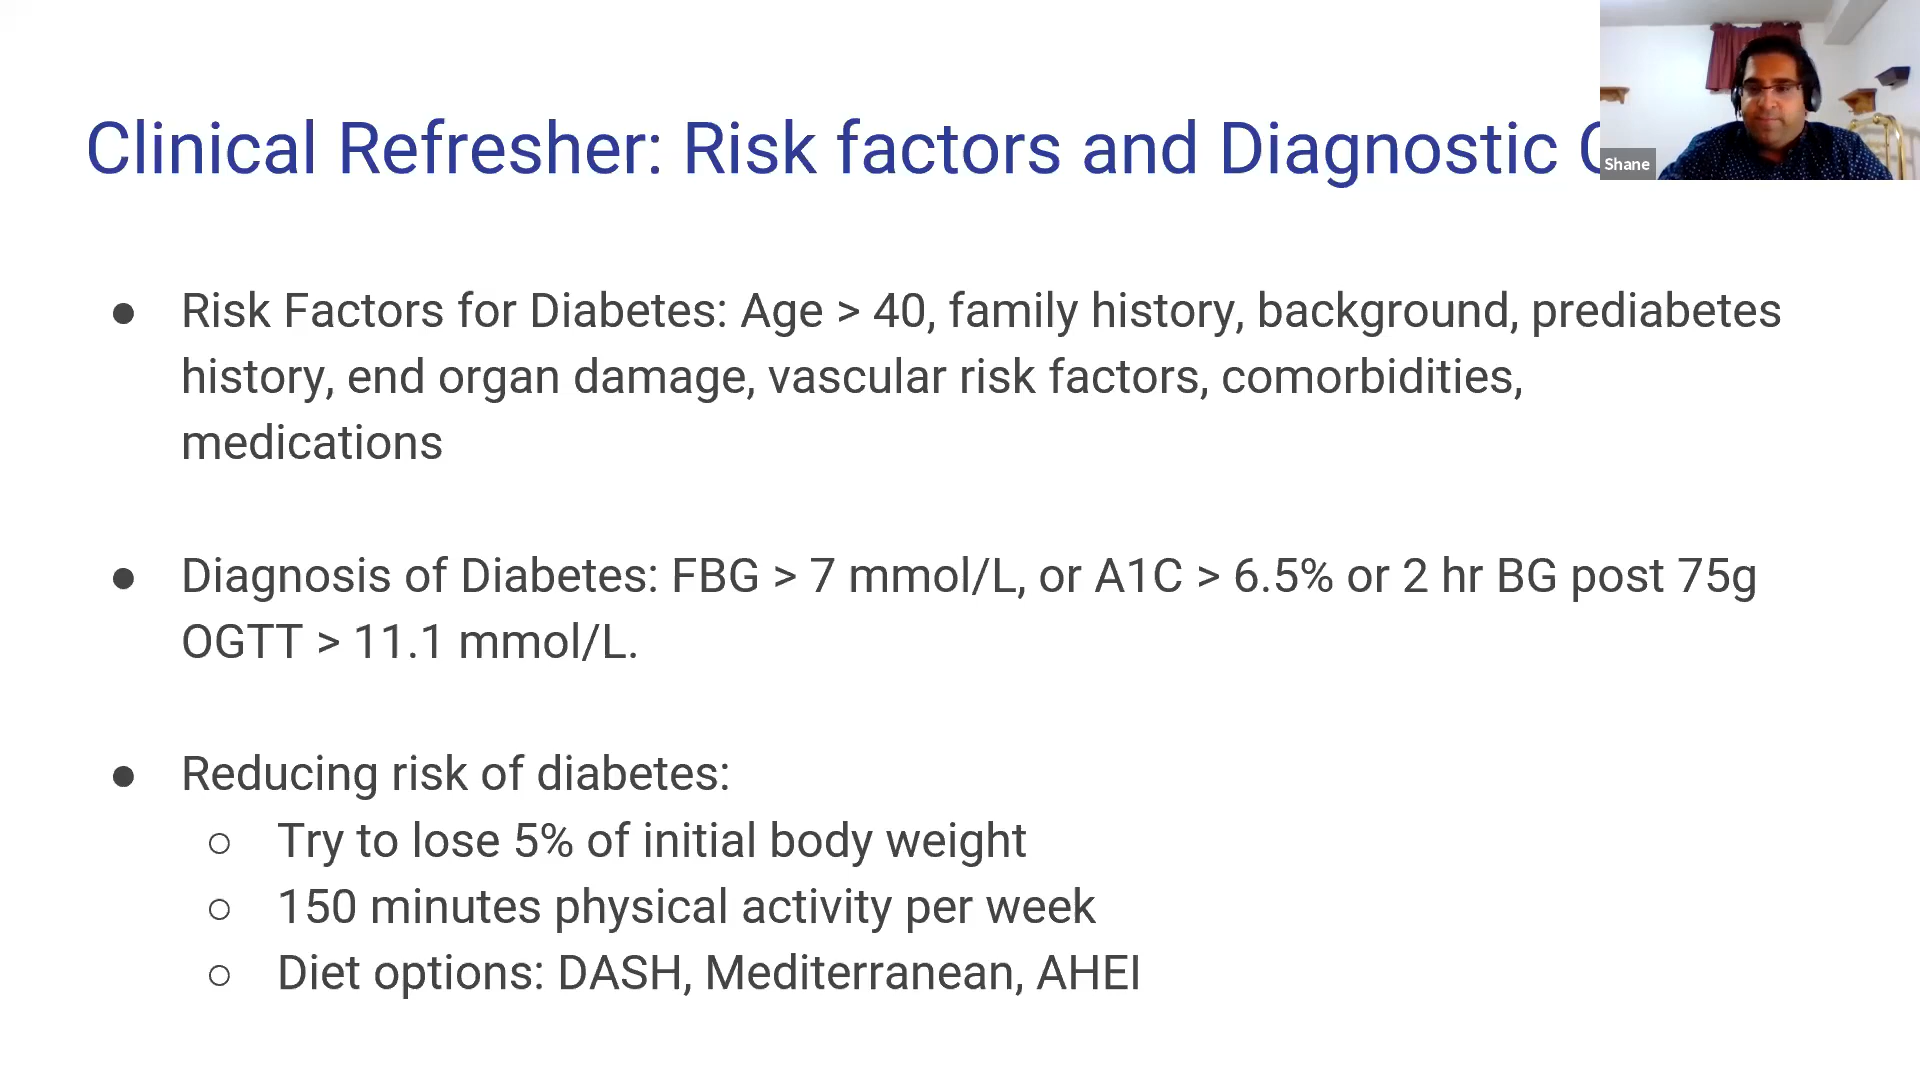 Clinical Refresher: Risk factors and Diagnostic
Shane
● Risk Factors for Diabetes: Age > 40, family history, background, prediabetes
history, end organ damage, vascular risk factors, comorbidities,
medications
● Diagnosis of Diabetes: FBG > 7 mmol/L, or A1C > 6.5% or 2 hr BG post 75g
OGTT > 11.1 mmol/L.
● Reducing risk of diabetes:
○ Try to lose 5% of initial body weight
○ 150 minutes physical activity per week
○ Diet options: DASH, Mediterranean, AHEI